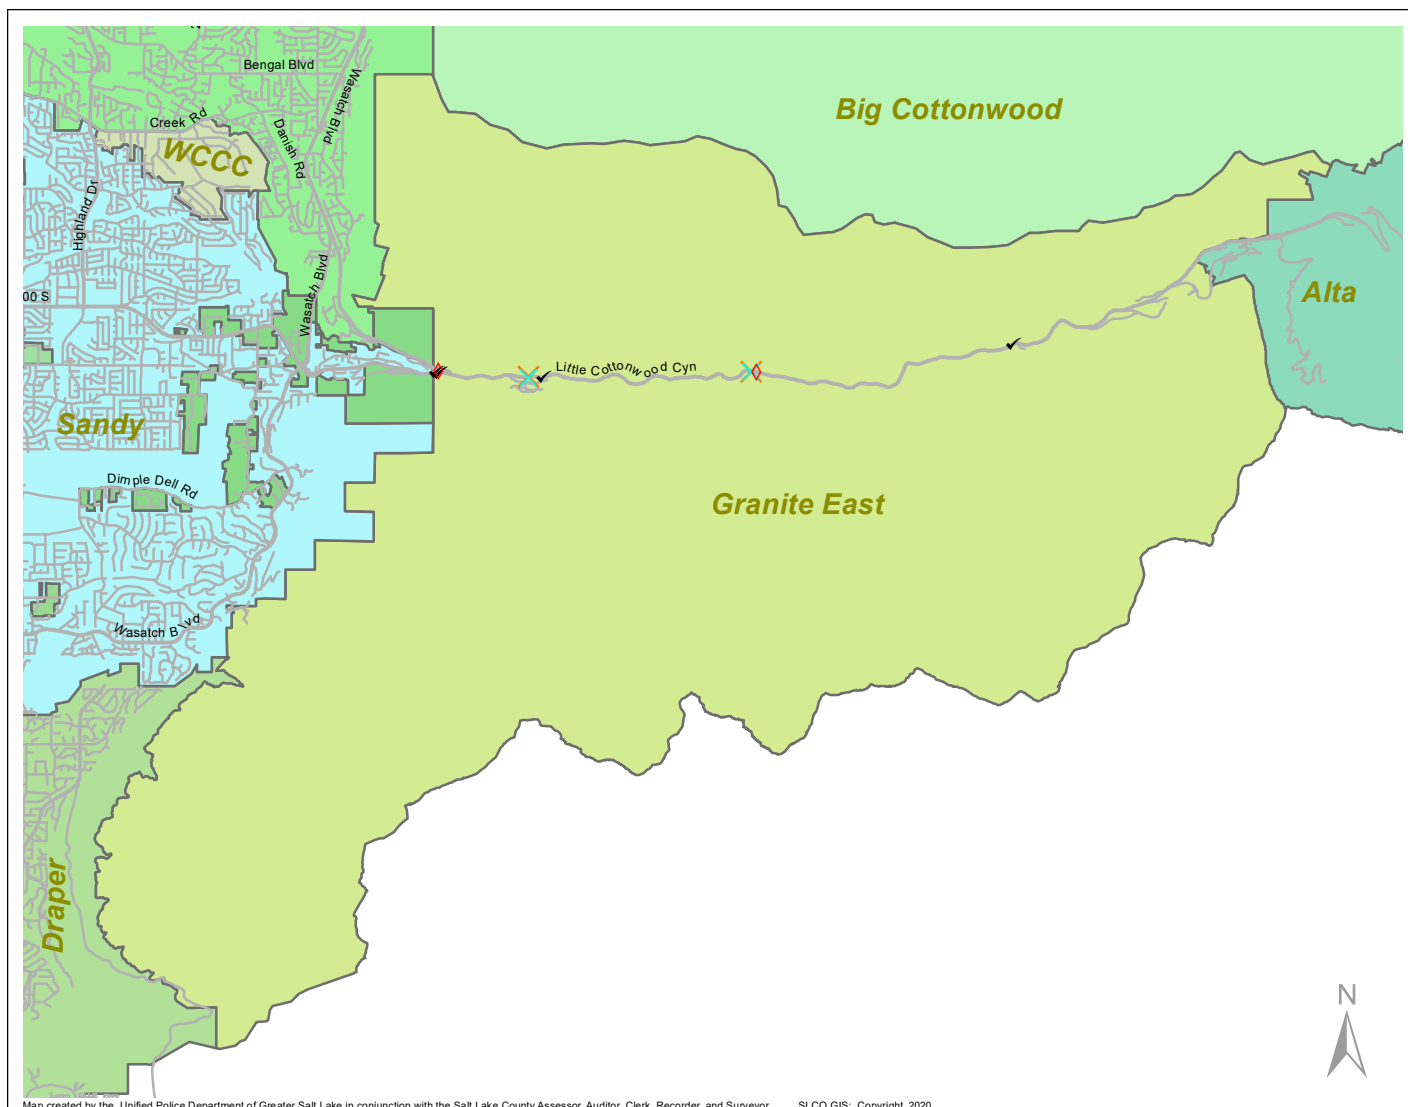 Bengal Blvd
Wasatch Blvd
Big Cottonwood
Creek Rd
Danish Rd
WCCC
Highland Dr
Wasatch Blvd
00 S
Alta
Little Cottonwood Cyn
Sandy
Dimple Dell Rd
Granite East
Wasatch Blvd
Draper
N
Map created by the Unified Police Department of Greater Salt Lake in conjunction with the Salt Lake County Assessor, Auditor, Clerk, Recorder, and Surveyor. SLCO GIS: Copyright, 2020